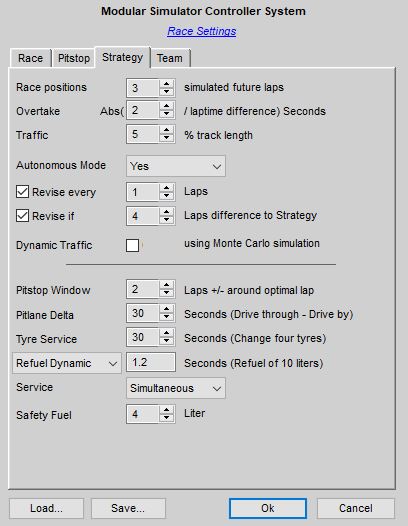 Modular Simulator Controller System
Race Settings
Race Pitstop Strategy Team
Race positions 3 simulated future laps
Overtake Abs( 2 / laptime difference) Seconds
Traffic 5 % track length
Autonomous Mode Yes
Revise every 1 Laps
Revise if 4 Laps difference to Strategy
Dynamic Traffic using Monte Carlo simulation
Pitstop Window 2 Laps +/- around optimal lap
Pitlane Delta 30 Seconds (Drive through - Drive by)
Tyre Service 30 Seconds (Change four tyres)
Refuel Dynamic 1.2 Seconds (Refuel of 10 liters)
Service Simultaneous
Safety Fuel 4 Liter
Load... Save... Ok Cancel